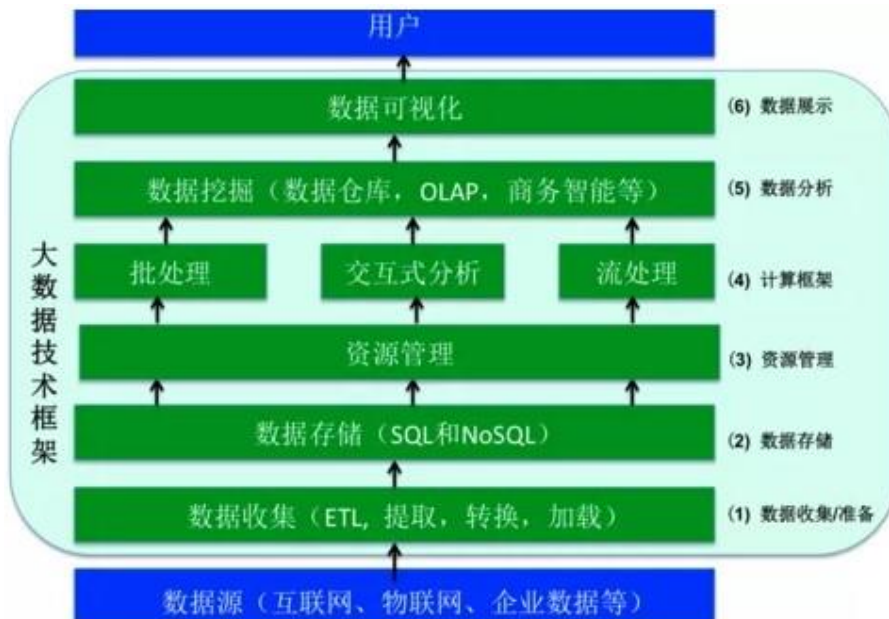 用户
数据可视化
(6) 数据展示
数据挖掘（数据仓库，OLAP，商务智能等）
(5) 数据分析
批处理
交互式分析
流处理
(4) 计算框架
大数据技术框架
资源管理
(3) 资源管理
数据存储（SQL和NoSQL）
(2) 数据存储
数据收集（ETL, 提取，转换，加载）
(1) 数据收集/准备
数据源（互联网、物联网、企业数据等）